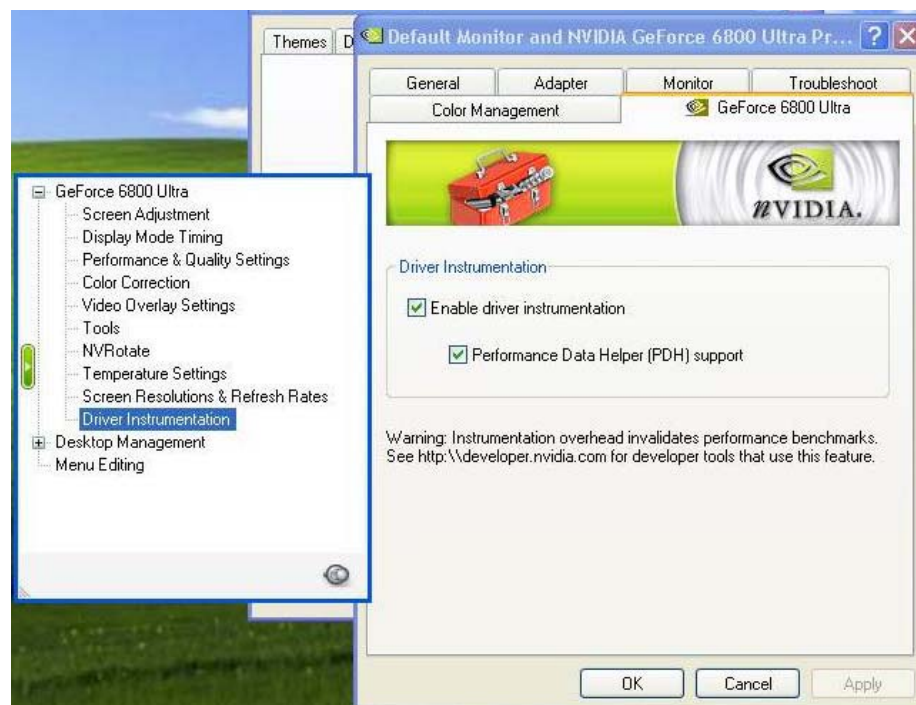 Themes
D
Default Monitor and NVIDIA GeForce 6800 Ultra Pr...
General
Adapter
Monitor
Troubleshoot
Color Management
GeForce 6800 Ultra
nVIDIA.
GeForce 6800 Ultra
Screen Adjustment
Display Mode Timing
Performance & Quality Settings
Color Correction
Video Overlay Settings
Tools
NVRotate
Temperature Settings
Screen Resolutions & Refresh Rates
Driver Instrumentation
Desktop Management
Menu Editing
Driver Instrumentation
Enable driver instrumentation
Performance Data Helper (PDH) support
Warning: Instrumentation overhead invalidates performance benchmarks.
See http:\\developer.nvidia.com for developer tools that use this feature.
OK
Cancel
Apply